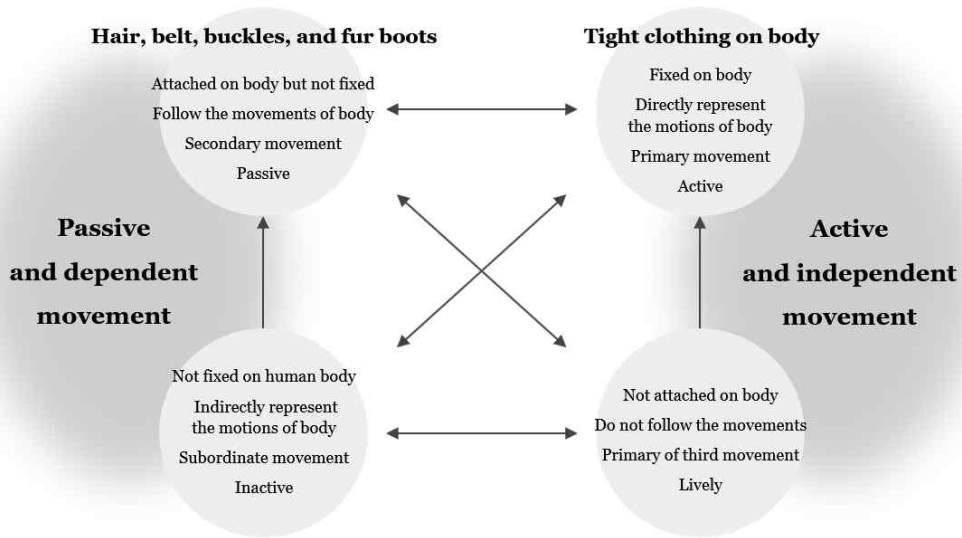 Hair, belt, buckles, and fur boots
Attached on body but not fixed
Follow the movements of body
Secondary movement
Passive
Tight clothing on body
Fixed on body
Directly represent
the motions of body
Primary movement
Active
Passive
and dependent
movement
Active
and independent
movement
Not fixed on human body
Indirectly represent
the motions of body
Subordinate movement
Inactive
Not attached on body
Do not follow the movements
Primary of third movement
Lively